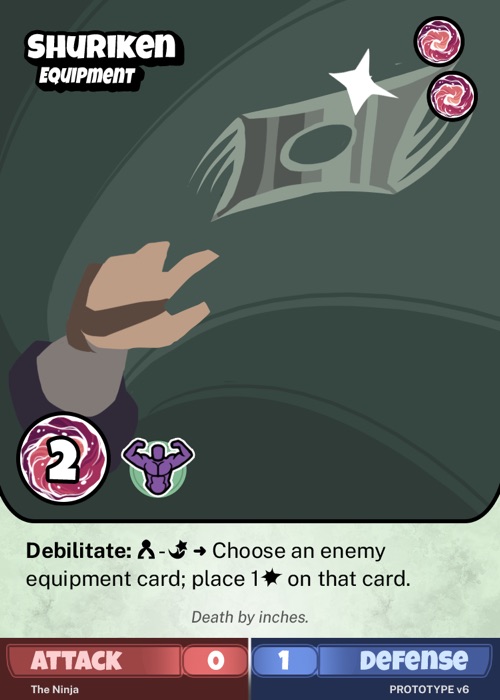 SHURIKEN
EQUIPMENT
2
Debilitate: - ➜ Choose an enemy
equipment card; place 1 on that card.
Death by inches.
ATTACK 0 1 DEFENSE
The Ninja PROTOTYPE v6